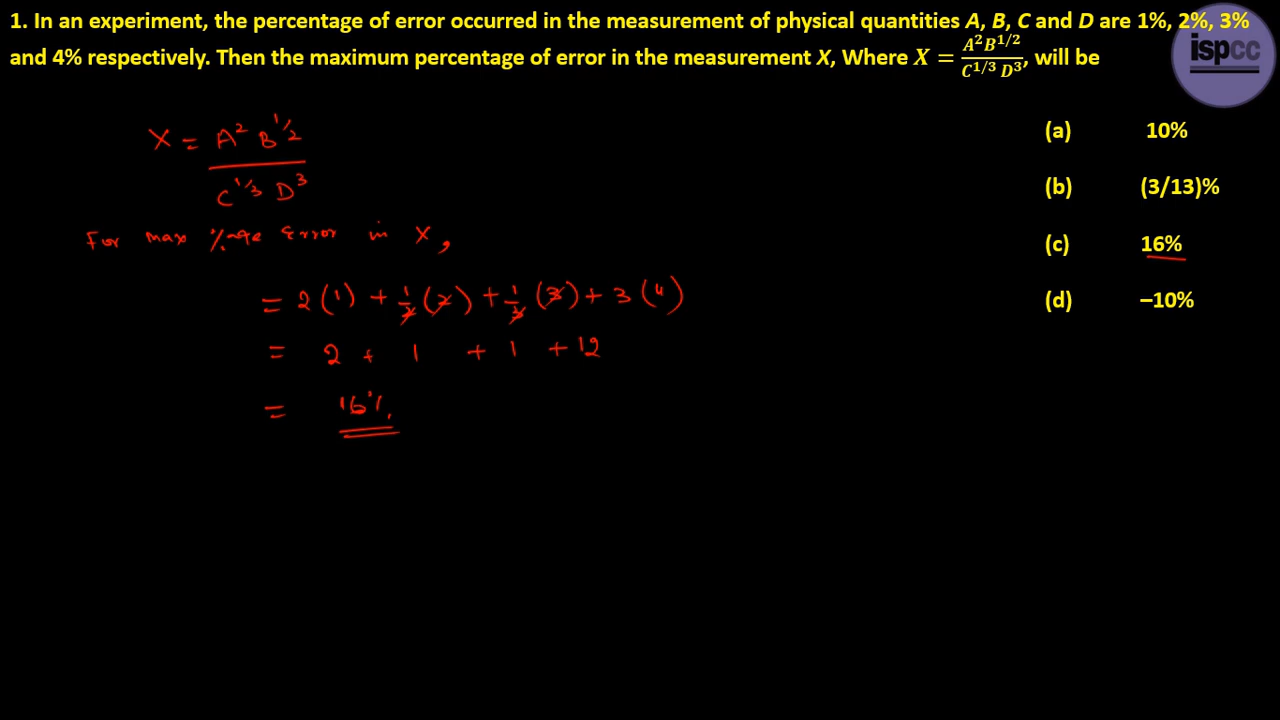 1. In an experiment, the percentage of error occurred in the measurement of physical quantities A, B, C and D are 1%, 2%, 3%
and 4% respectively. Then the maximum percentage of error in the measurement X, Where X = A²B^1/2 / C^1/3 D³, will be
ispcc
(a) 10%
(b) (3/13)%
(c) 16%
(d) –10%
X = A² B^1/2
C^1/3 D³
For max %age Error in X,
= 2 (1) + 1/2 (2) + 1/3 (3) + 3 (4)
= 2 + 1 + 1 + 12
= 16%.